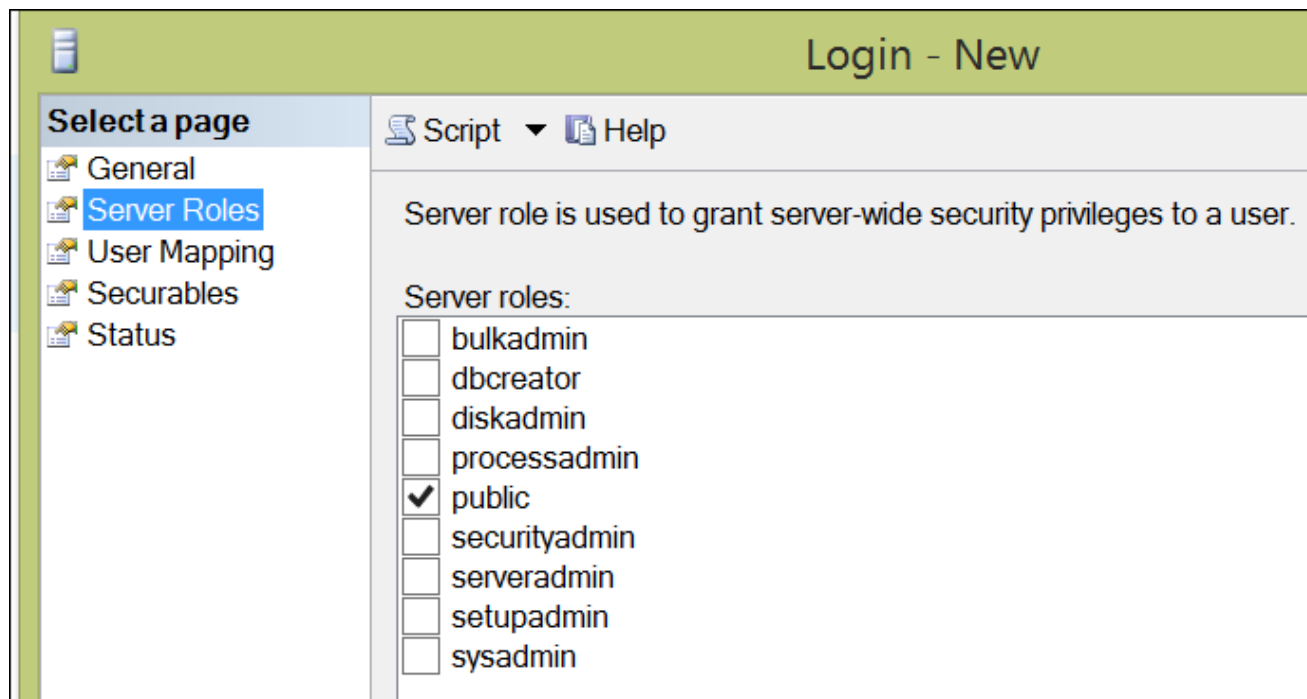 Login - New
Select a page
General
Server Roles
User Mapping
Securables
Status
Script Help
Server role is used to grant server-wide security privileges to a user.
Server roles:
bulkadmin
dbcreator
diskadmin
processadmin
public
securityadmin
serveradmin
setupadmin
sysadmin